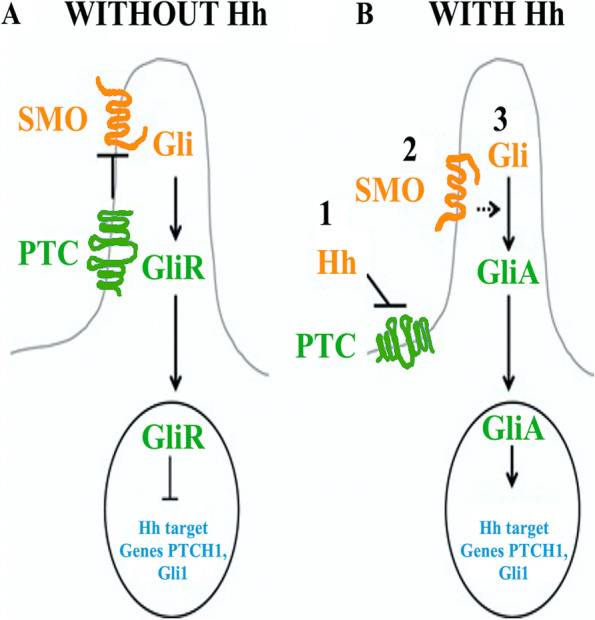 A WITHOUT Hh
SMO
Gli
PTC
GliR
GliR
Hh target
Genes PTCH1,
Gli1
B WITH Hh
3
2
Gli
SMO
1
Hh
GliA
PTC
GliA
Hh target
Genes PTCH1,
Gli1